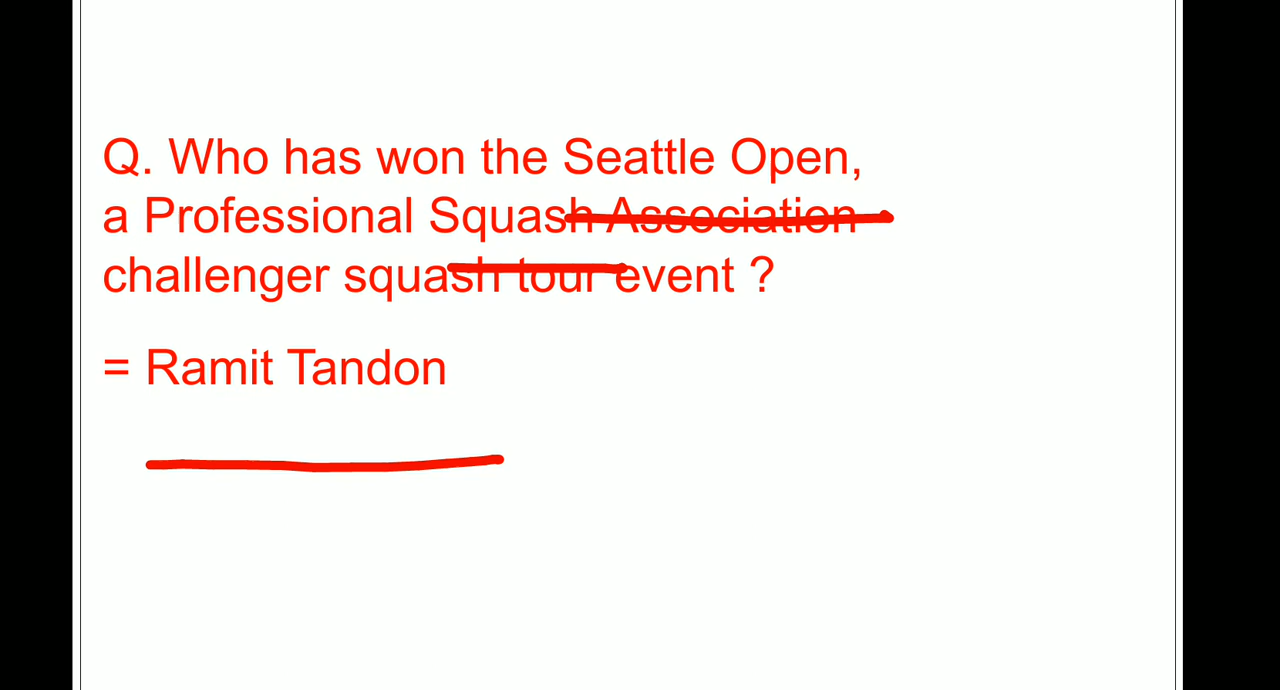 Q. Who has won the Seattle Open,
a Professional Squash Association
challenger squash tour event ?
= Ramit Tandon